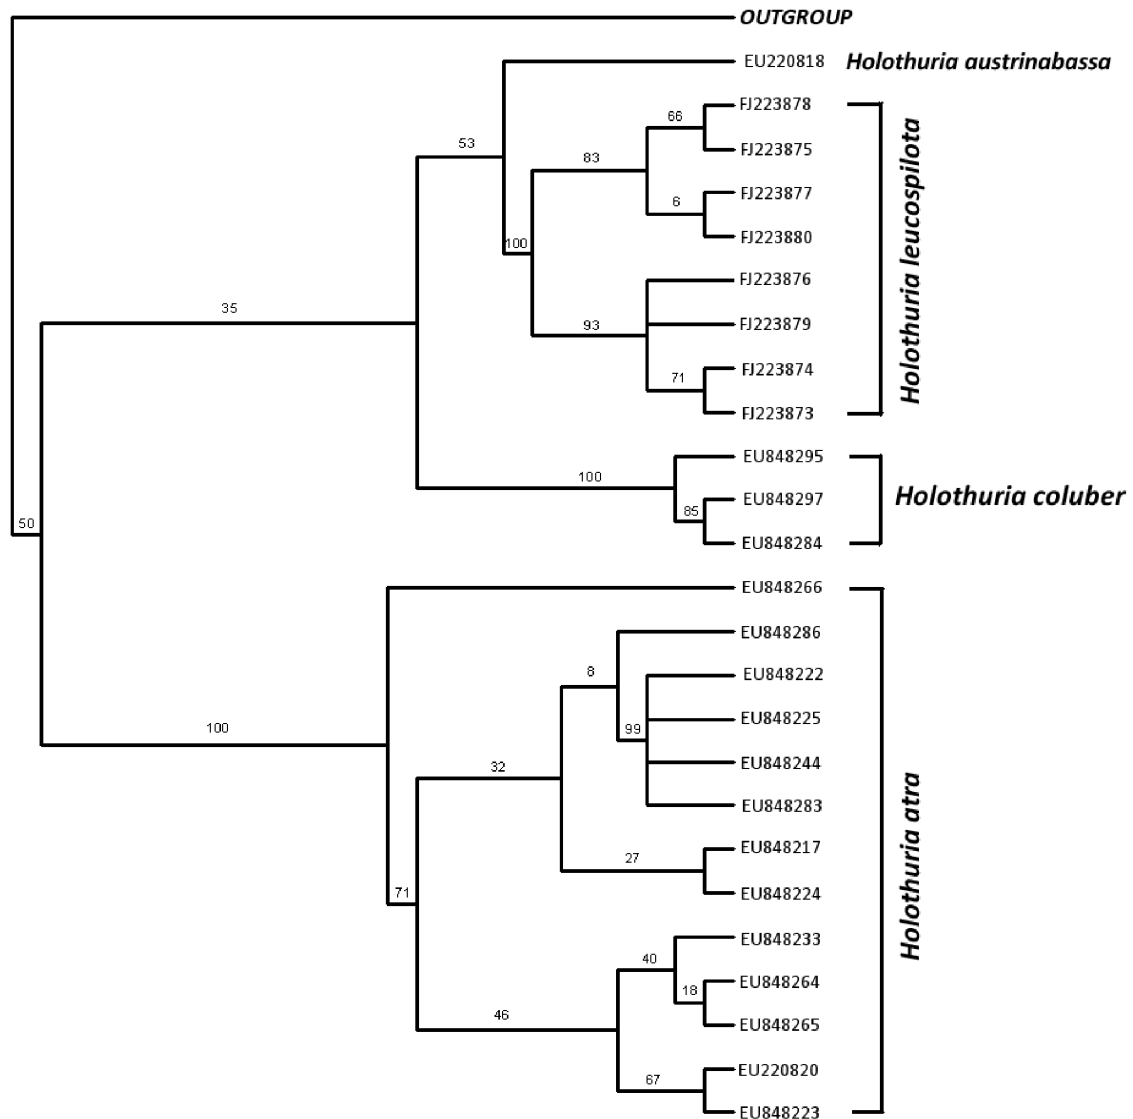 OUTGROUP
EU220818 Holothuria austrinabassa
FJ223878
66
FJ223875
53
83
FJ223877
6
FJ223880
100
FJ223876
35
93
FJ223879
FJ223874
71
FJ223873
Holothuria leucospilota
EU848295
100
EU848297
85
EU848284
Holothuria coluber
50
EU848266
EU848286
8
EU848222
EU848225
100
99
EU848244
32
EU848283
EU848217
27
EU848224
71
EU848233
40
EU848264
18
46
EU848265
EU220820
67
EU848223
Holothuria atra